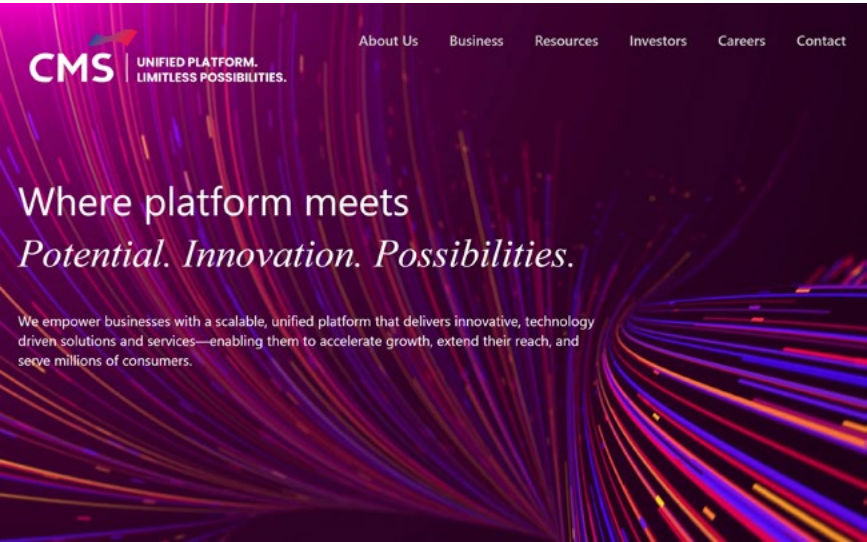 CMS
UNIFIED PLATFORM.
LIMITLESS POSSIBILITIES.
About Us Business Resources Investors Careers Contact
Where platform meets
Potential. Innovation. Possibilities.
We empower businesses with a scalable, unified platform that delivers innovative, technology
driven solutions and services—enabling them to accelerate growth, extend their reach, and
serve millions of consumers.